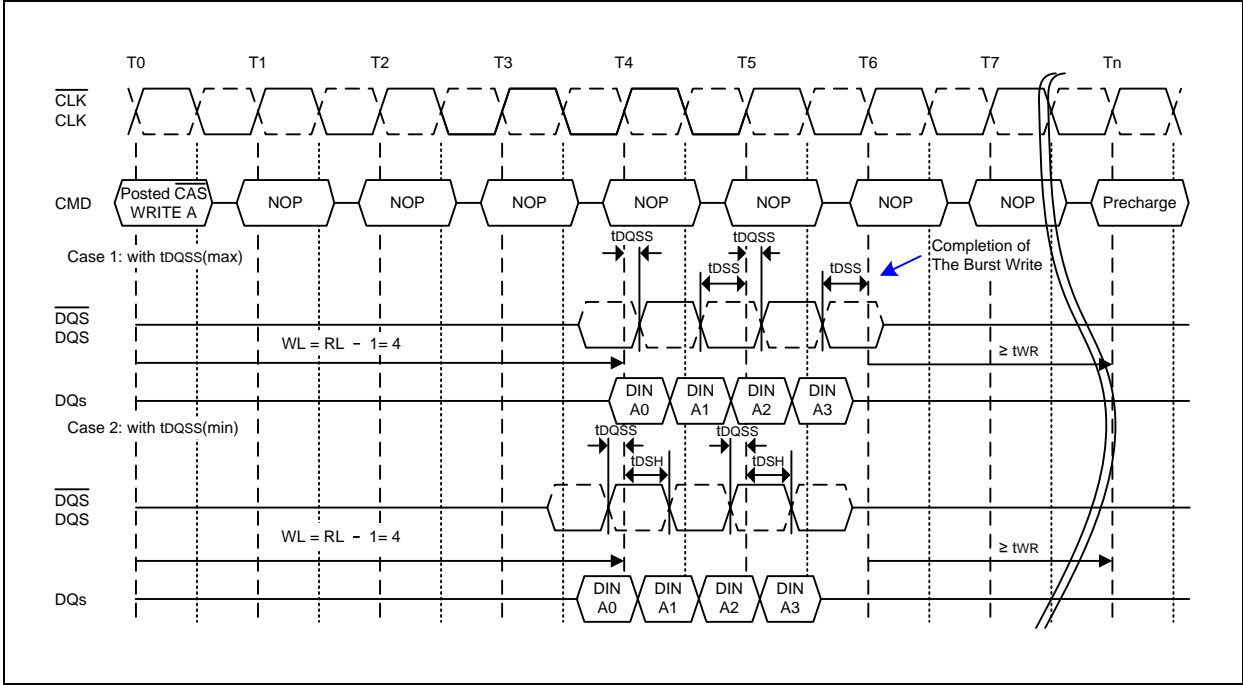 T0 T1 T2 T3 T4 T5 T6 T7 Tn
CLK
CLK
CMD
Posted CAS
WRITE A
NOP NOP NOP NOP NOP NOP NOP Precharge
tDQSS tDQSS
Case 1: with tDQSS(max)
Completion of
The Burst Write
tDSS tDSS
DQS
DQS
WL = RL - 1= 4
≥ tWR
DQs
DIN DIN DIN DIN
A0 A1 A2 A3
Case 2: with tDQSS(min)
tDQSS tDQSS
tDSH tDSH
DQS
DQS
WL = RL - 1= 4
≥ tWR
DQs
DIN DIN DIN DIN
A0 A1 A2 A3